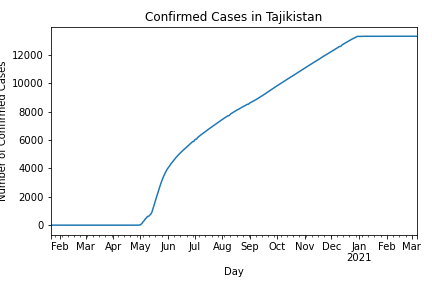 Confirmed Cases in Tajikistan
Number of Confirmed Cases
12000
10000
8000
6000
4000
2000
0
Feb Mar Apr May Jun Jul Aug Sep Oct Nov Dec Jan Feb Mar
2021
Day